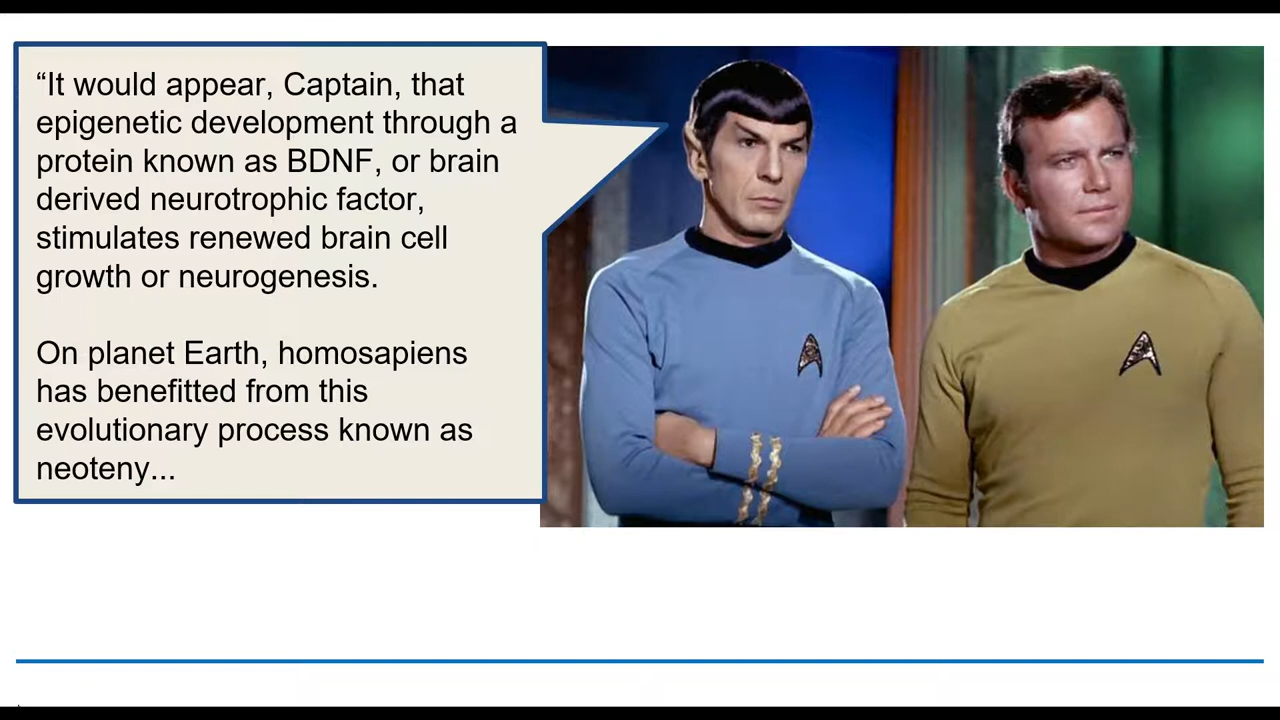 “It would appear, Captain, that
epigenetic development through a
protein known as BDNF, or brain
derived neurotrophic factor,
stimulates renewed brain cell
growth or neurogenesis.
On planet Earth, homosapiens
has benefitted from this
evolutionary process known as
neoteny...